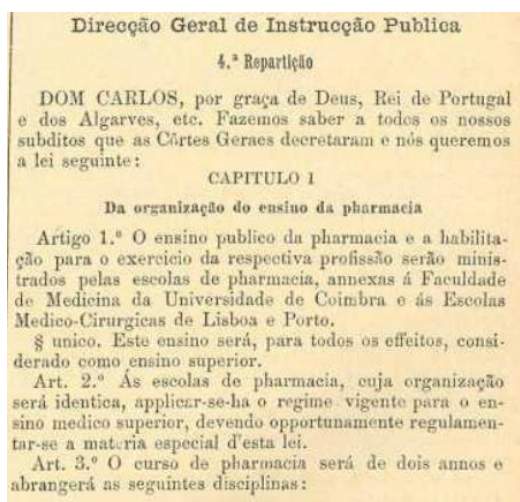 Direcção Geral de Instrucção Publica
4.ª Repartição
DOM CARLOS, por graça de Deus, Rei de Portugal
e dos Algarves, etc. Fazemos saber a todos os nossos
subditos que as Côrtes Geraes decretaram e nós queremos
a lei seguinte:
CAPITULO 1
Da organização do ensino da pharmacia
Artigo 1.º O ensino publico da pharmacia e a habilita-
ção para o exercicio da respectiva profissão serão minis-
trados pelas escolas de pharmacia, annexas á Faculdade
de Medicina da Universidade de Coimbra e ás Escolas
Medico-Cirurgicas de Lisboa e Porto.
§ unico. Este ensino será, para todos os effeitos, consi-
derado como ensino superior.
Art. 2.º Ás escolas de pharmacia, cuja organização
será identica, applicar-se-ha o regime vigente para o en-
sino medico superior, devendo opportunamente regulamen-
tar-se a materia especial d'esta lei.
Art. 3.º O curso de pharmacia será de dois annos e
abrangerá as seguintes disciplinas: